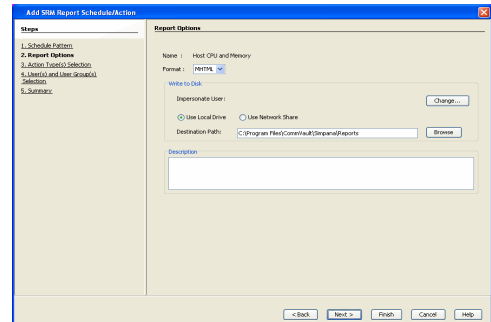 Add SRM Report Schedule/Action
Steps
1. Schedule Pattern
2. Report Options
3. Action Type(s) Selection
4. User(s) and User Group(s)
Selection
5. Summary
Report Options
Name : Host CPU and Memory
Format : MHTML
Write to Disk
Impersonate User:
Change...
Use Local Drive Use Network Share
Destination Path: C:\Program Files\CommVault\Simpana\Reports Browse
Description
< Back Next > Finish Cancel Help